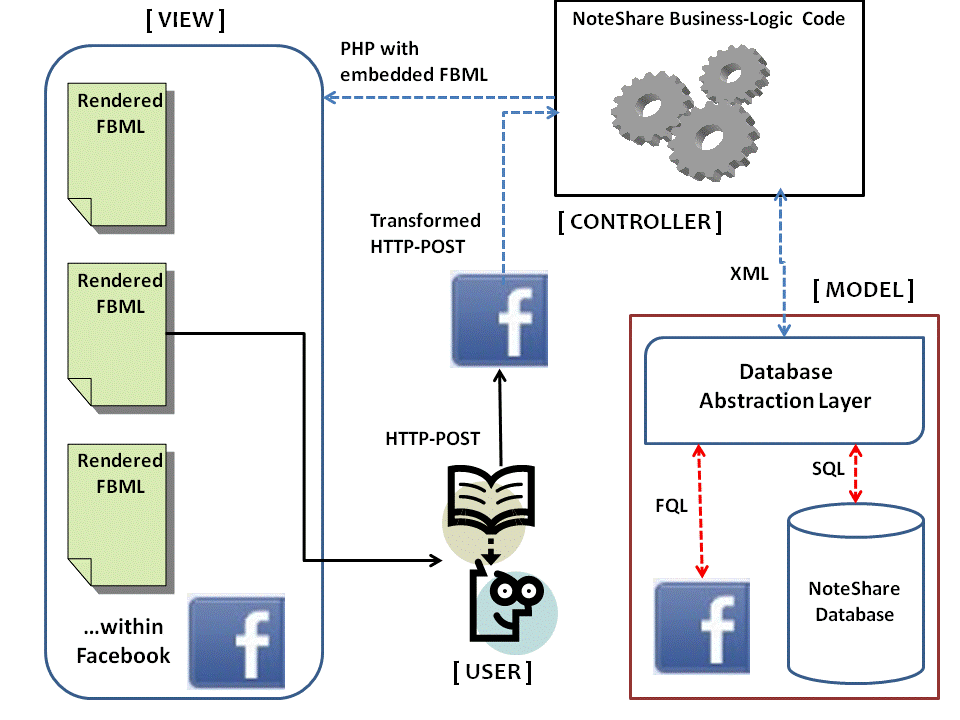 [ VIEW ]
Rendered
FBML
Rendered
FBML
Rendered
FBML
...within
Facebook
f
PHP with
embedded FBML
NoteShare Business-Logic Code
[ CONTROLLER ]
Transformed
HTTP-POST
f
HTTP-POST
[ USER ]
XML
[ MODEL ]
Database
Abstraction Layer
FQL
SQL
f
NoteShare
Database